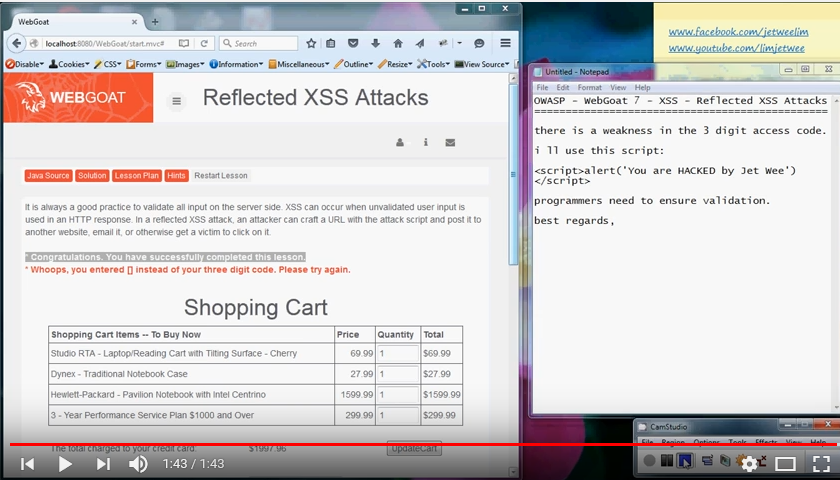 WebGoat
localhost:8080/WebGoat/start.mvc#
Search
Disable Cookies CSS Forms Images Information Miscellaneous Outline Resize Tools View Source
WEBGOAT
Reflected XSS Attacks
Java Source Solution Lesson Plan Hints Restart Lesson
It is always a good practice to validate all input on the server side. XSS can occur when unvalidated user input is
used in an HTTP response. In a reflected XSS attack, an attacker can craft a URL with the attack script and post it to
another website, email it, or otherwise get a victim to click on it.
* Congratulations. You have successfully completed this lesson.
* Whoops, you entered [] instead of your three digit code. Please try again.
Shopping Cart
Shopping Cart Items -- To Buy Now Price Quantity Total
Studio RTA - Laptop/Reading Cart with Tilting Surface - Cherry 69.99 1 $69.99
Dynex - Traditional Notebook Case 27.99 1 $27.99
Hewlett-Packard - Pavilion Notebook with Intel Centrino 1599.99 1 $1599.99
3 - Year Performance Service Plan $1000 and Over 299.99 1 $299.99
The total charged to your credit card: $1997.96 UpdateCart
1:43 / 1:43
www.facebook.com/jetweelim
www.youtube.com/limjetwee
Untitled - Notepad
File Edit Format View Help
OWASP - WebGoat 7 - XSS - Reflected XSS Attacks
================================================
there is a weakness in the 3 digit access code.
i ll use this script:
<script>alert('You are HACKED by Jet Wee')
</script>
programmers need to ensure validation.
best regards,
CamStudio
File Region Options Tools Effects View Help